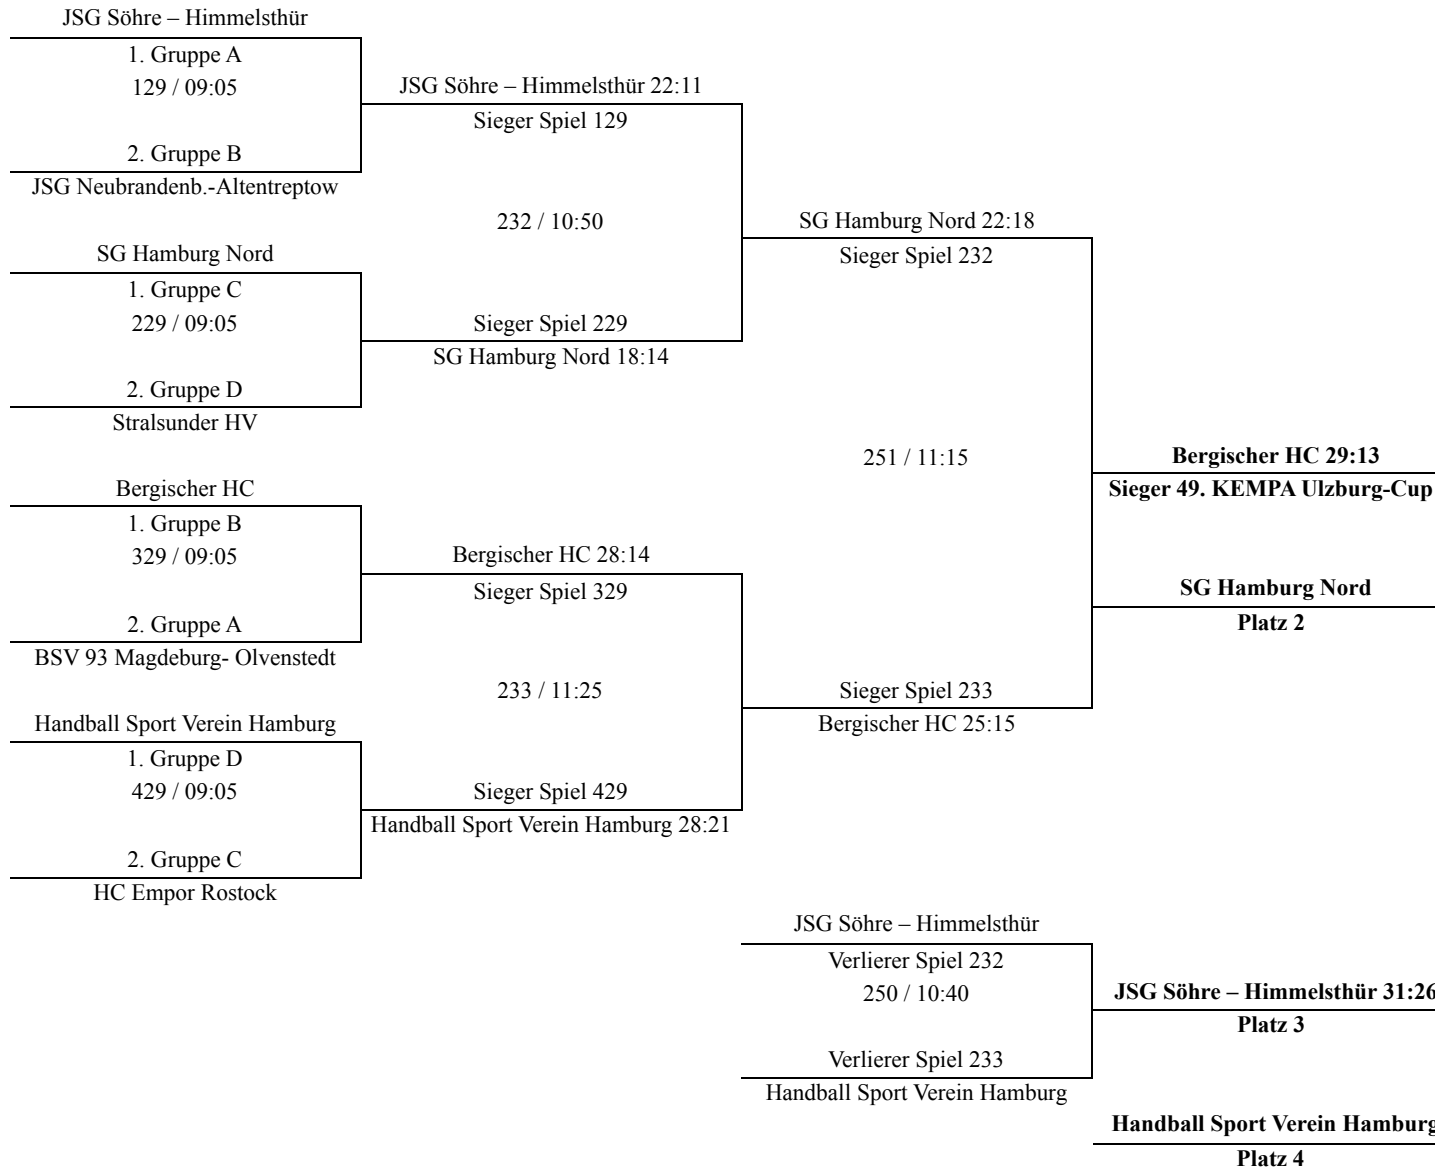 JSG Söhre – Himmelsthür
1. Gruppe A
129 / 09:05
JSG Söhre – Himmelsthür 22:11
Sieger Spiel 129
2. Gruppe B
JSG Neubrandenb.-Altentreptow
232 / 10:50
SG Hamburg Nord 22:18
SG Hamburg Nord
Sieger Spiel 232
1. Gruppe C
229 / 09:05
Sieger Spiel 229
SG Hamburg Nord 18:14
2. Gruppe D
Stralsunder HV
251 / 11:15
Bergischer HC 29:13
Bergischer HC
Sieger 49. KEMPA Ulzburg-Cup
1. Gruppe B
329 / 09:05
Bergischer HC 28:14
Sieger Spiel 329
SG Hamburg Nord
2. Gruppe A
Platz 2
BSV 93 Magdeburg- Olvenstedt
233 / 11:25
Sieger Spiel 233
Handball Sport Verein Hamburg
Bergischer HC 25:15
1. Gruppe D
429 / 09:05
Sieger Spiel 429
Handball Sport Verein Hamburg 28:21
2. Gruppe C
HC Empor Rostock
JSG Söhre – Himmelsthür
Verlierer Spiel 232
250 / 10:40
JSG Söhre – Himmelsthür 31:26
Platz 3
Verlierer Spiel 233
Handball Sport Verein Hamburg
Handball Sport Verein Hamburg
Platz 4